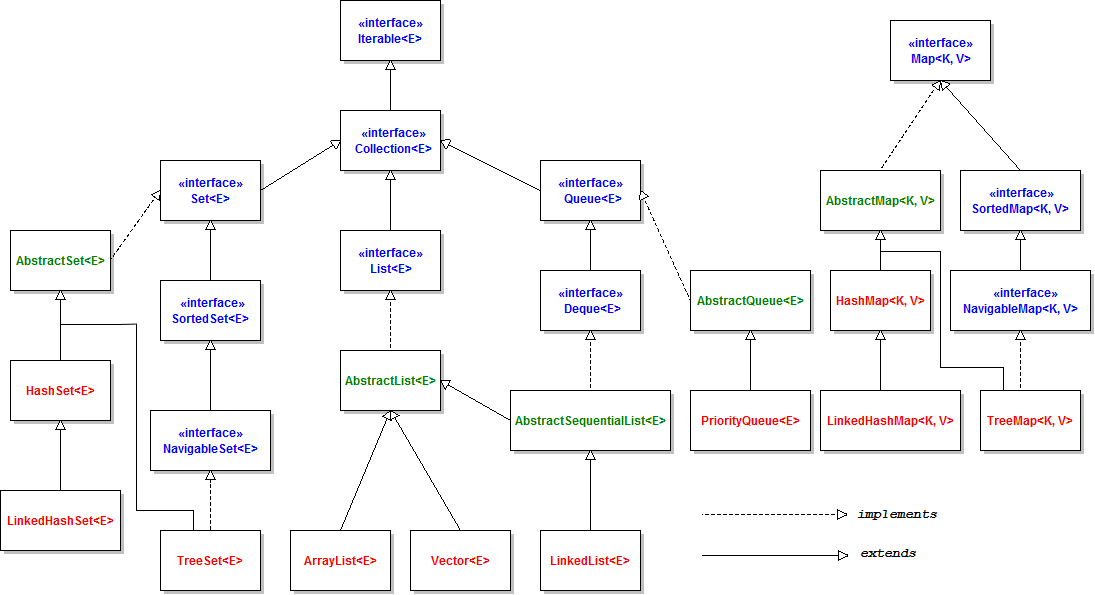 «interface»
Iterable<E>
«interface»
Map<K, V>
«interface»
Collection<E>
«interface»
Set<E>
«interface»
Queue<E>
AbstractMap<K, V>
«interface»
SortedMap<K, V>
AbstractSet<E>
«interface»
List<E>
«interface»
SortedSet<E>
«interface»
Deque<E>
AbstractQueue<E>
HashMap<K, V>
«interface»
NavigableMap<K, V>
HashSet<E>
AbstractList<E>
«interface»
NavigableSet<E>
AbstractSequentialList<E>
PriorityQueue<E>
LinkedHashMap<K, V>
TreeMap<K, V>
LinkedHashSet<E>
TreeSet<E>
ArrayList<E>
Vector<E>
LinkedList<E>
implements
extends